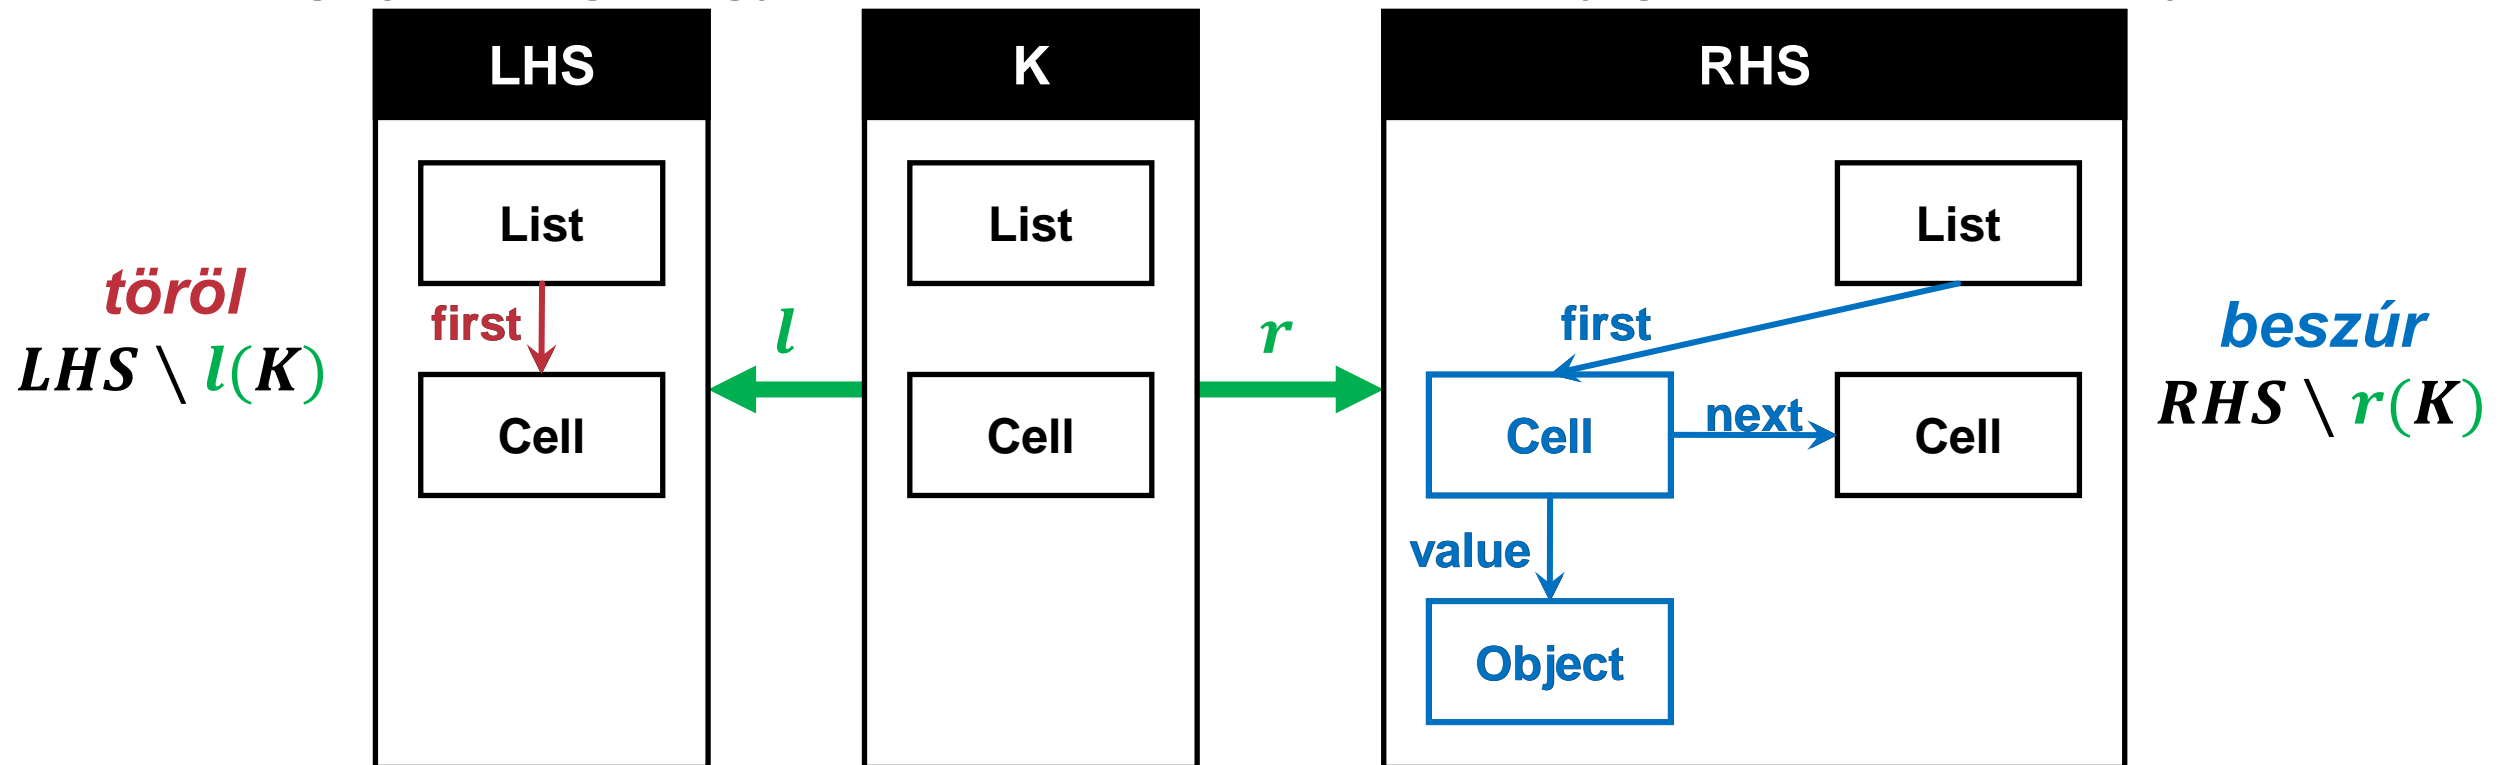 LHS
K
RHS
List
List
List
töröl
LHS \ l(K)
first
l
r
first
beszúr
RHS \ r(K)
Cell
Cell
Cell
next
Cell
value
Object